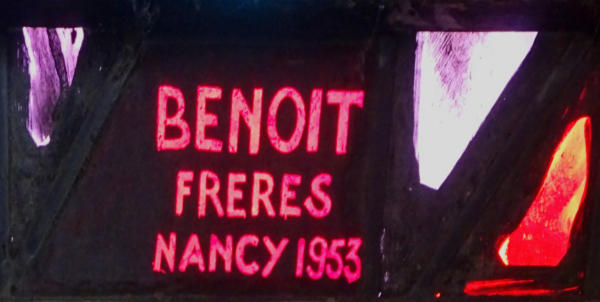 BENOIT
FRERES
NANCY 1953